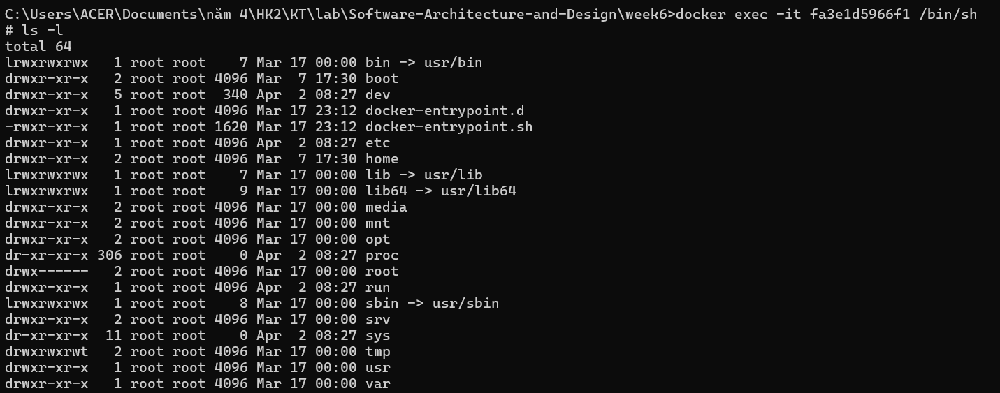 C:\Users\ACER\Documents\năm 4\HK2\KT\lab\Software-Architecture-and-Design\week6>docker exec -it fa3e1d5966f1 /bin/sh
# ls -l
total 64
lrwxrwxrwx   1 root root    7 Mar 17 00:00 bin -> usr/bin
drwxr-xr-x   2 root root 4096 Mar  7 17:30 boot
drwxr-xr-x   5 root root  340 Apr  2 08:27 dev
drwxr-xr-x   1 root root 4096 Mar 17 23:12 docker-entrypoint.d
-rwxr-xr-x   1 root root 1620 Mar 17 23:12 docker-entrypoint.sh
drwxr-xr-x   1 root root 4096 Apr  2 08:27 etc
drwxr-xr-x   2 root root 4096 Mar  7 17:30 home
lrwxrwxrwx   1 root root    7 Mar 17 00:00 lib -> usr/lib
lrwxrwxrwx   1 root root    9 Mar 17 00:00 lib64 -> usr/lib64
drwxr-xr-x   2 root root 4096 Mar 17 00:00 media
drwxr-xr-x   2 root root 4096 Mar 17 00:00 mnt
drwxr-xr-x   2 root root 4096 Mar 17 00:00 opt
dr-xr-xr-x 306 root root    0 Apr  2 08:27 proc
drwx------   2 root root 4096 Mar 17 00:00 root
drwxr-xr-x   1 root root 4096 Apr  2 08:27 run
lrwxrwxrwx   1 root root    8 Mar 17 00:00 sbin -> usr/sbin
drwxr-xr-x   2 root root 4096 Mar 17 00:00 srv
dr-xr-xr-x  11 root root    0 Apr  2 08:27 sys
drwxrwxrwt   2 root root 4096 Mar 17 00:00 tmp
drwxr-xr-x   1 root root 4096 Mar 17 00:00 usr
drwxr-xr-x   1 root root 4096 Mar 17 00:00 var